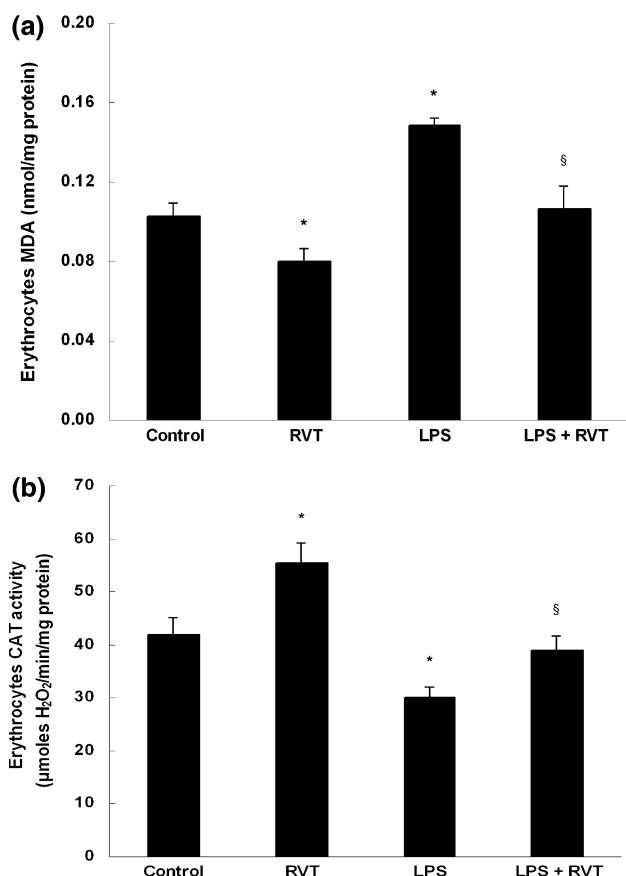 (a)
Erythrocytes MDA (nmol/mg protein)
0.20
0.16
0.12
0.08
0.04
0.00
*
*
§
Control RVT LPS LPS + RVT
(b)
Erythrocytes CAT activity
(µmoles H₂O₂/min/mg protein)
70
60
50
40
30
20
10
0
*
*
§
Control RVT LPS LPS + RVT